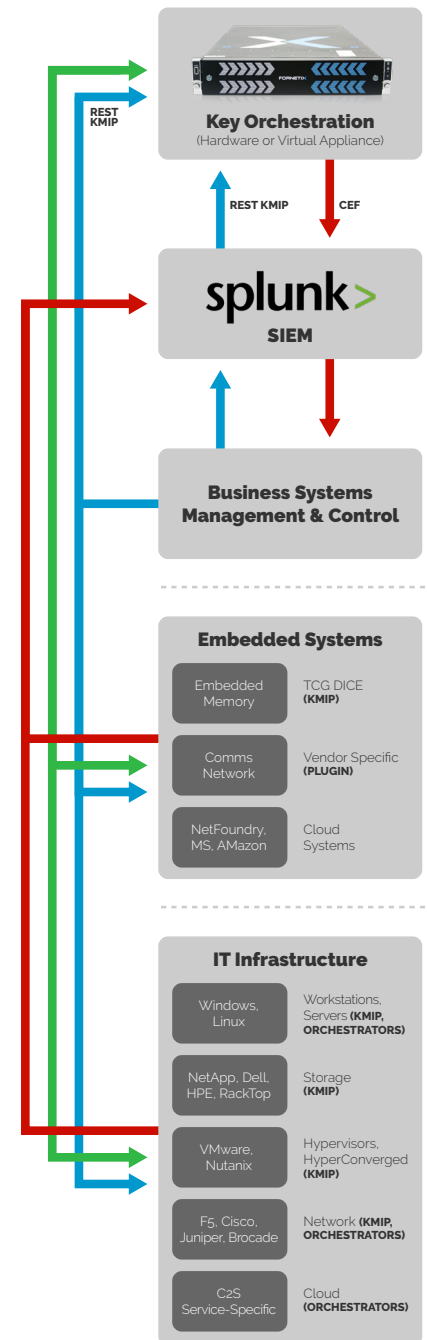 FORNETIX
Key Orchestration
(Hardware or Virtual Appliance)
REST
KMIP
REST KMIP
CEF
splunk>
SIEM
Business Systems
Management & Control
Embedded Systems
Embedded
Memory
TCG DICE
(KMIP)
Comms
Network
Vendor Specific
(PLUGIN)
NetFoundry,
MS, AMazon
Cloud
Systems
IT Infrastructure
Windows,
Linux
Workstations,
Servers (KMIP,
ORCHESTRATORS)
NetApp, Dell,
HPE, RackTop
Storage
(KMIP)
VMware,
Nutanix
Hypervisors,
HyperConverged
(KMIP)
F5, Cisco,
Juniper, Brocade
Network (KMIP,
ORCHESTRATORS)
C2S
Service-Specific
Cloud
(ORCHESTRATORS)